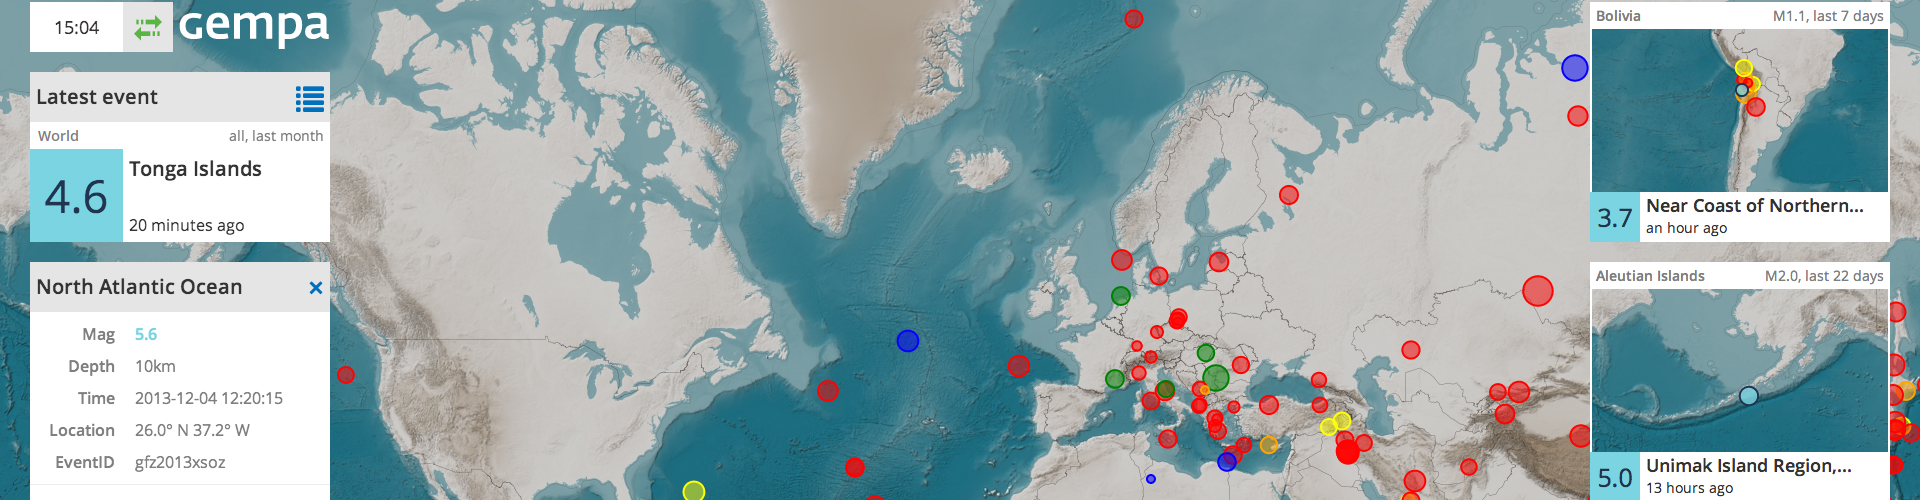 15:04
gempa
Latest event
World all, last month
4.6
Tonga Islands
20 minutes ago
North Atlantic Ocean
Mag 5.6
Depth 10km
Time 2013-12-04 12:20:15
Location 26.0° N 37.2° W
EventID gfz2013xsoz
Bolivia M1.1, last 7 days
3.7
Near Coast of Northern...
an hour ago
Aleutian Islands M2.0, last 22 days
5.0
Unimak Island Region,...
13 hours ago